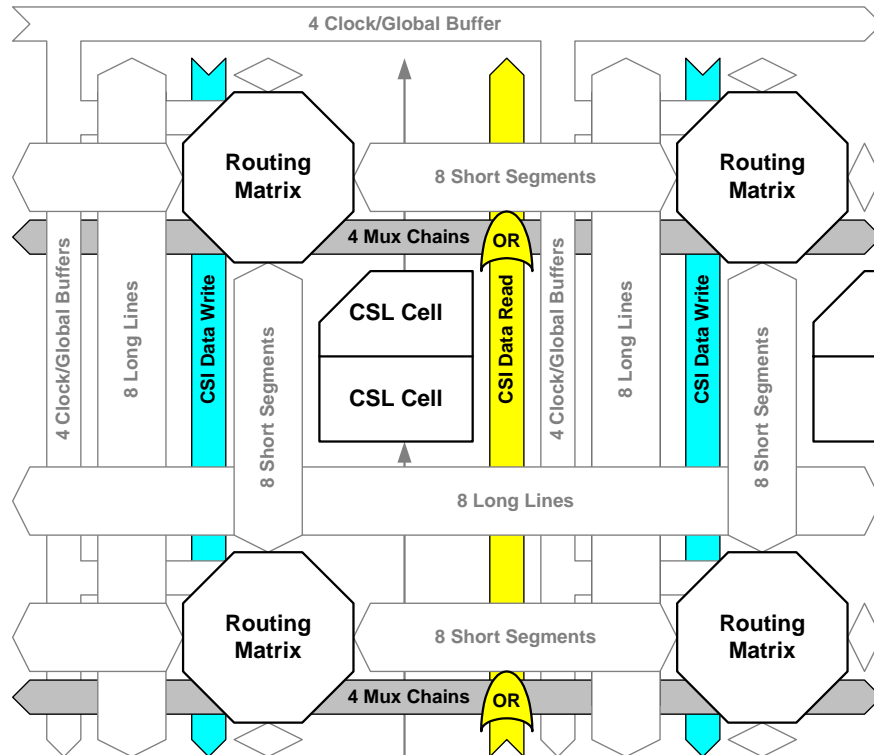 4 Clock/Global Buffer
Routing
Matrix
8 Short Segments
Routing
Matrix
4 Mux Chains
OR
4 Clock/Global Buffers
8 Long Lines
CSI Data Write
8 Short Segments
CSL Cell
CSL Cell
CSI Data Read
4 Clock/Global Buffers
8 Long Lines
CSI Data Write
8 Short Segments
8 Long Lines
Routing
Matrix
8 Short Segments
Routing
Matrix
4 Mux Chains
OR